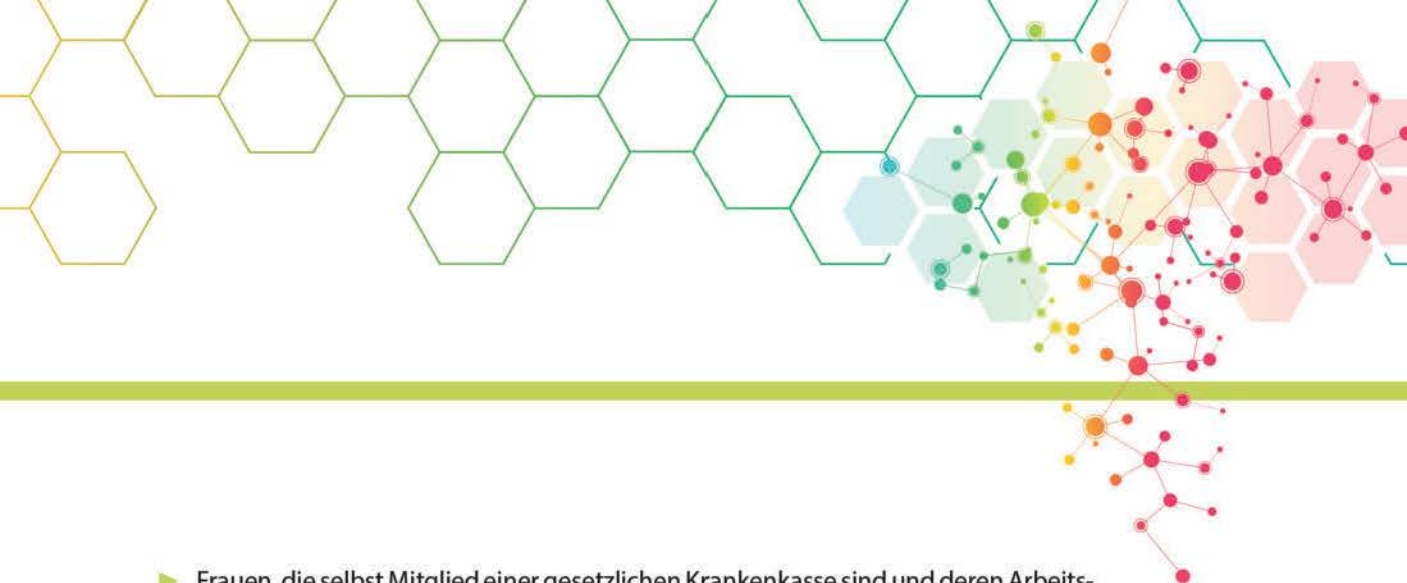 Frauen, die selbst Mitglied einer gesetzlichen Krankenkasse sind und deren Arbeits-